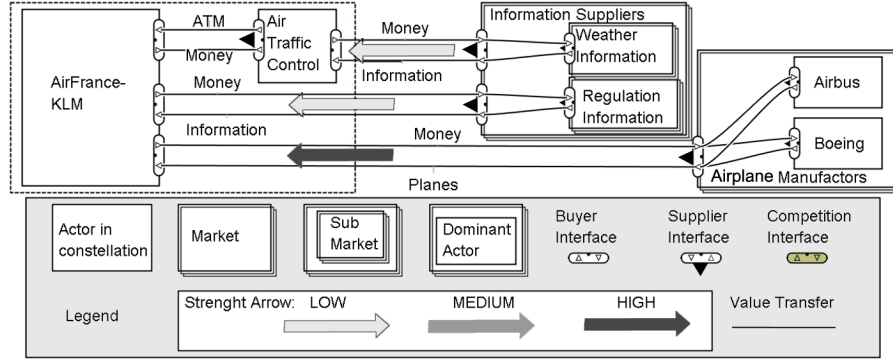 ATM
Money
AirFrance-
KLM
Air
Traffic
Control
Money
Information
Information Suppliers
Weather
Information
Regulation
Information
Money
Information
Money
Planes
Airbus
Boeing
Airplane Manufactors
Actor in
constellation
Market
Sub
Market
Dominant
Actor
Buyer
Interface
Supplier
Interface
Competition
Interface
Legend
Strenght Arrow: LOW MEDIUM HIGH
Value Transfer